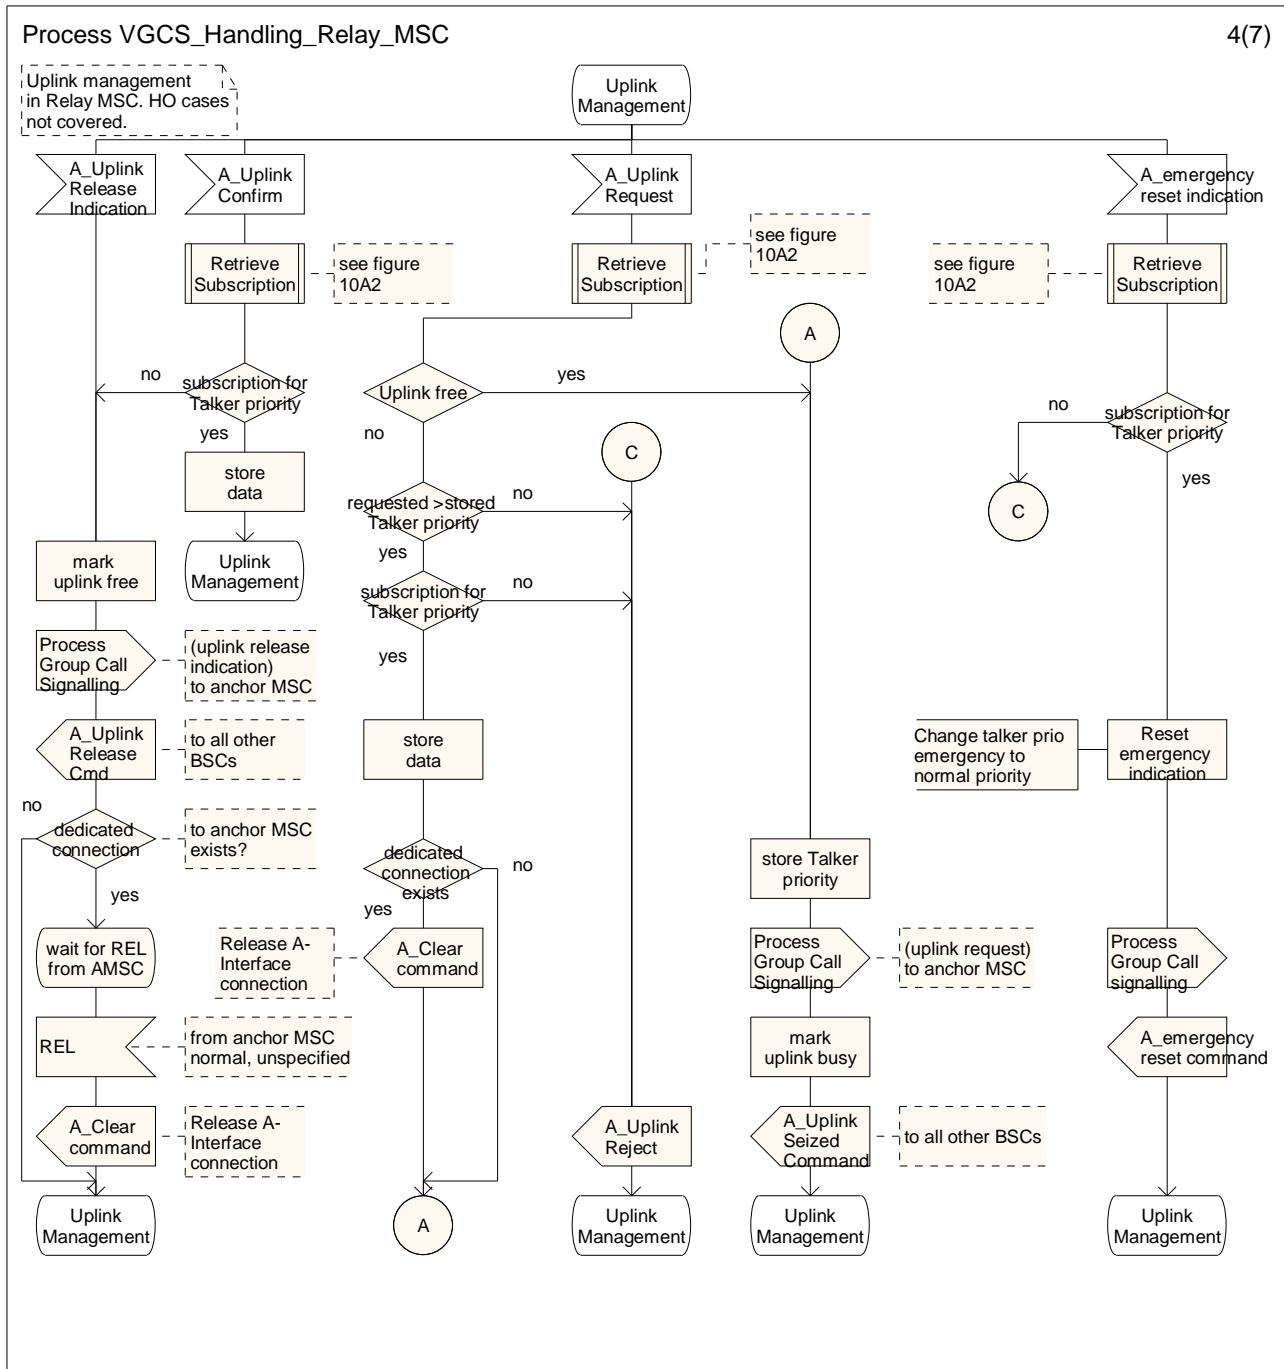 Process VGCS_Handling_Relay_MSC
4(7)
Uplink management
in Relay MSC. HO cases
not covered.
Uplink
Management
A_Uplink
Release
Indication
A_Uplink
Confirm
A_Uplink
Request
A_emergency
reset indication
Retrieve
Subscription
see figure
10A2
Retrieve
Subscription
see figure
10A2
see figure
10A2
Retrieve
Subscription
A
no
subscription for
Talker priority
yes
Uplink free
yes
no
no
subscription for
Talker priority
yes
C
C
store
data
requested >stored
Talker priority
no
yes
mark
uplink free
Uplink
Management
subscription for
Talker priority
no
yes
Process
Group Call
Signalling
(uplink release
indication)
to anchor MSC
A_Uplink
Release
Cmd
to all other
BSCs
store
data
Change talker prio
emergency to
normal priority
Reset
emergency
indication
no
dedicated
connection
to anchor MSC
exists?
yes
dedicated
connection
exists
no
yes
store Talker
priority
wait for REL
from AMSC
Release A-
Interface
connection
A_Clear
command
Process
Group Call
Signalling
(uplink request)
to anchor MSC
Process
Group Call
signalling
REL
from anchor MSC
normal, unspecified
mark
uplink busy
A_emergency
reset command
A_Clear
command
Release A-
Interface
connection
A_Uplink
Reject
A_Uplink
Seized
Command
to all other BSCs
Uplink
Management
A
Uplink
Management
Uplink
Management
Uplink
Management